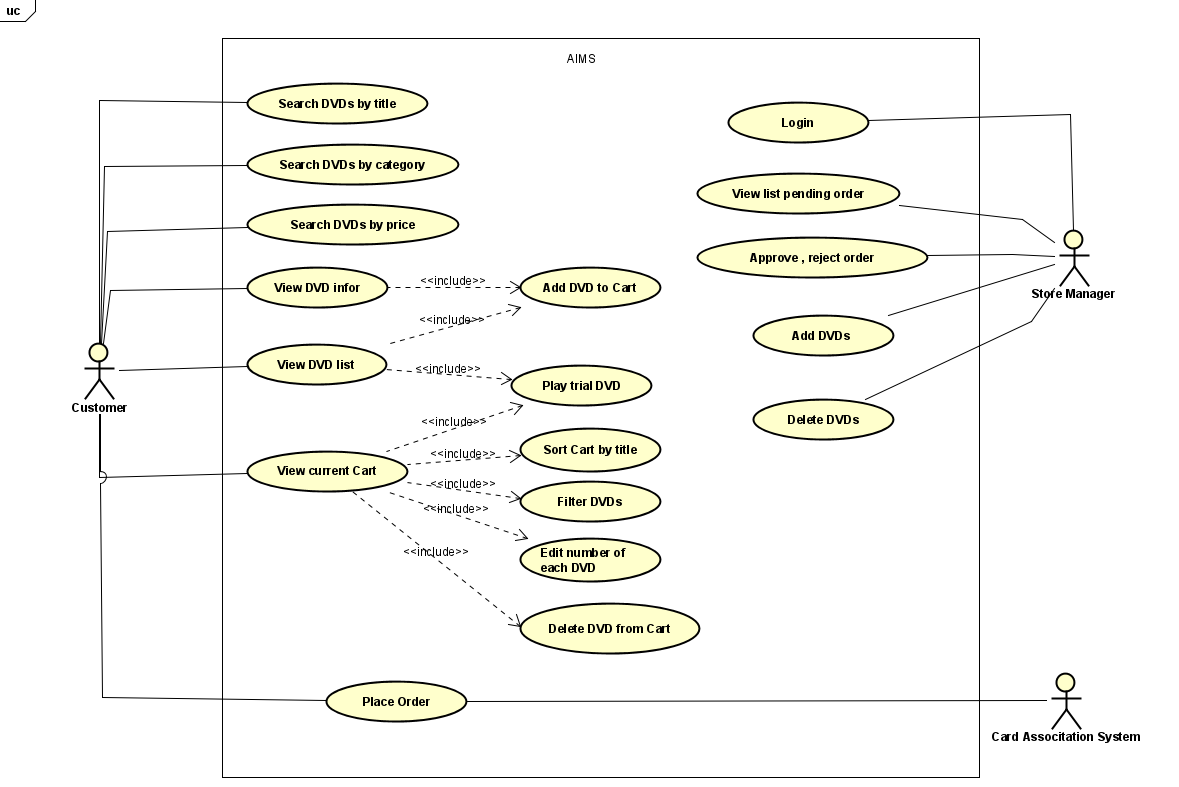 uc
AIMS
Search DVDs by title
Login
Search DVDs by category
View list pending order
Search DVDs by price
Approve , reject order
Store Manager
View DVD infor
<<include>>
Add DVD to Cart
<<include>>
Add DVDs
View DVD list
<<include>>
Play trial DVD
Customer
<<include>>
Delete DVDs
View current Cart
<<include>>
Sort Cart by title
<<include>>
Filter DVDs
<<include>>
Edit number of
each DVD
<<include>>
Delete DVD from Cart
Place Order
Card Associtation System